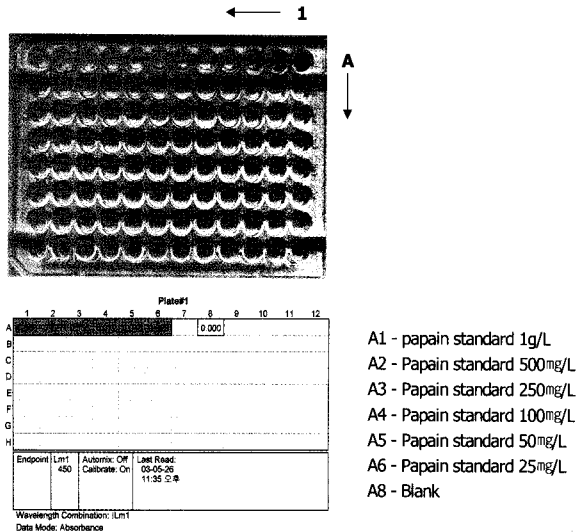 1
A
Plate#1
1 2 3 4 5 6 7 8 9 10 11 12
A 0.000
B
C
D
E
F
G
H
Endpoint Lm1 Automix: Off Last Read:
450 Calibrate: On 03-05-26
11:35 오후
Wavelength Combination: !Lm1
Data Mode: Absorbance
A1 - papain standard 1g/L
A2 - Papain standard 500mg/L
A3 - Papain standard 250mg/L
A4 - Papain standard 100mg/L
A5 - Papain standard 50mg/L
A6 - Papain standard 25mg/L
A8 - Blank